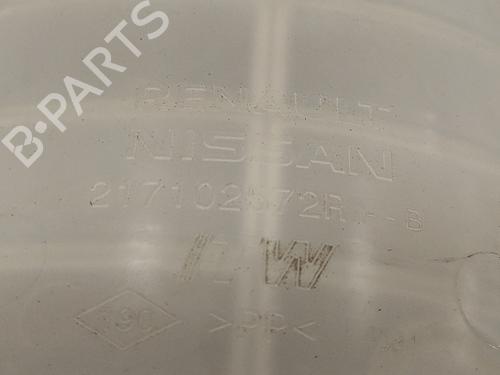 B-PARTS
RENAULT
NISSAN
217102572R--B
>PP<